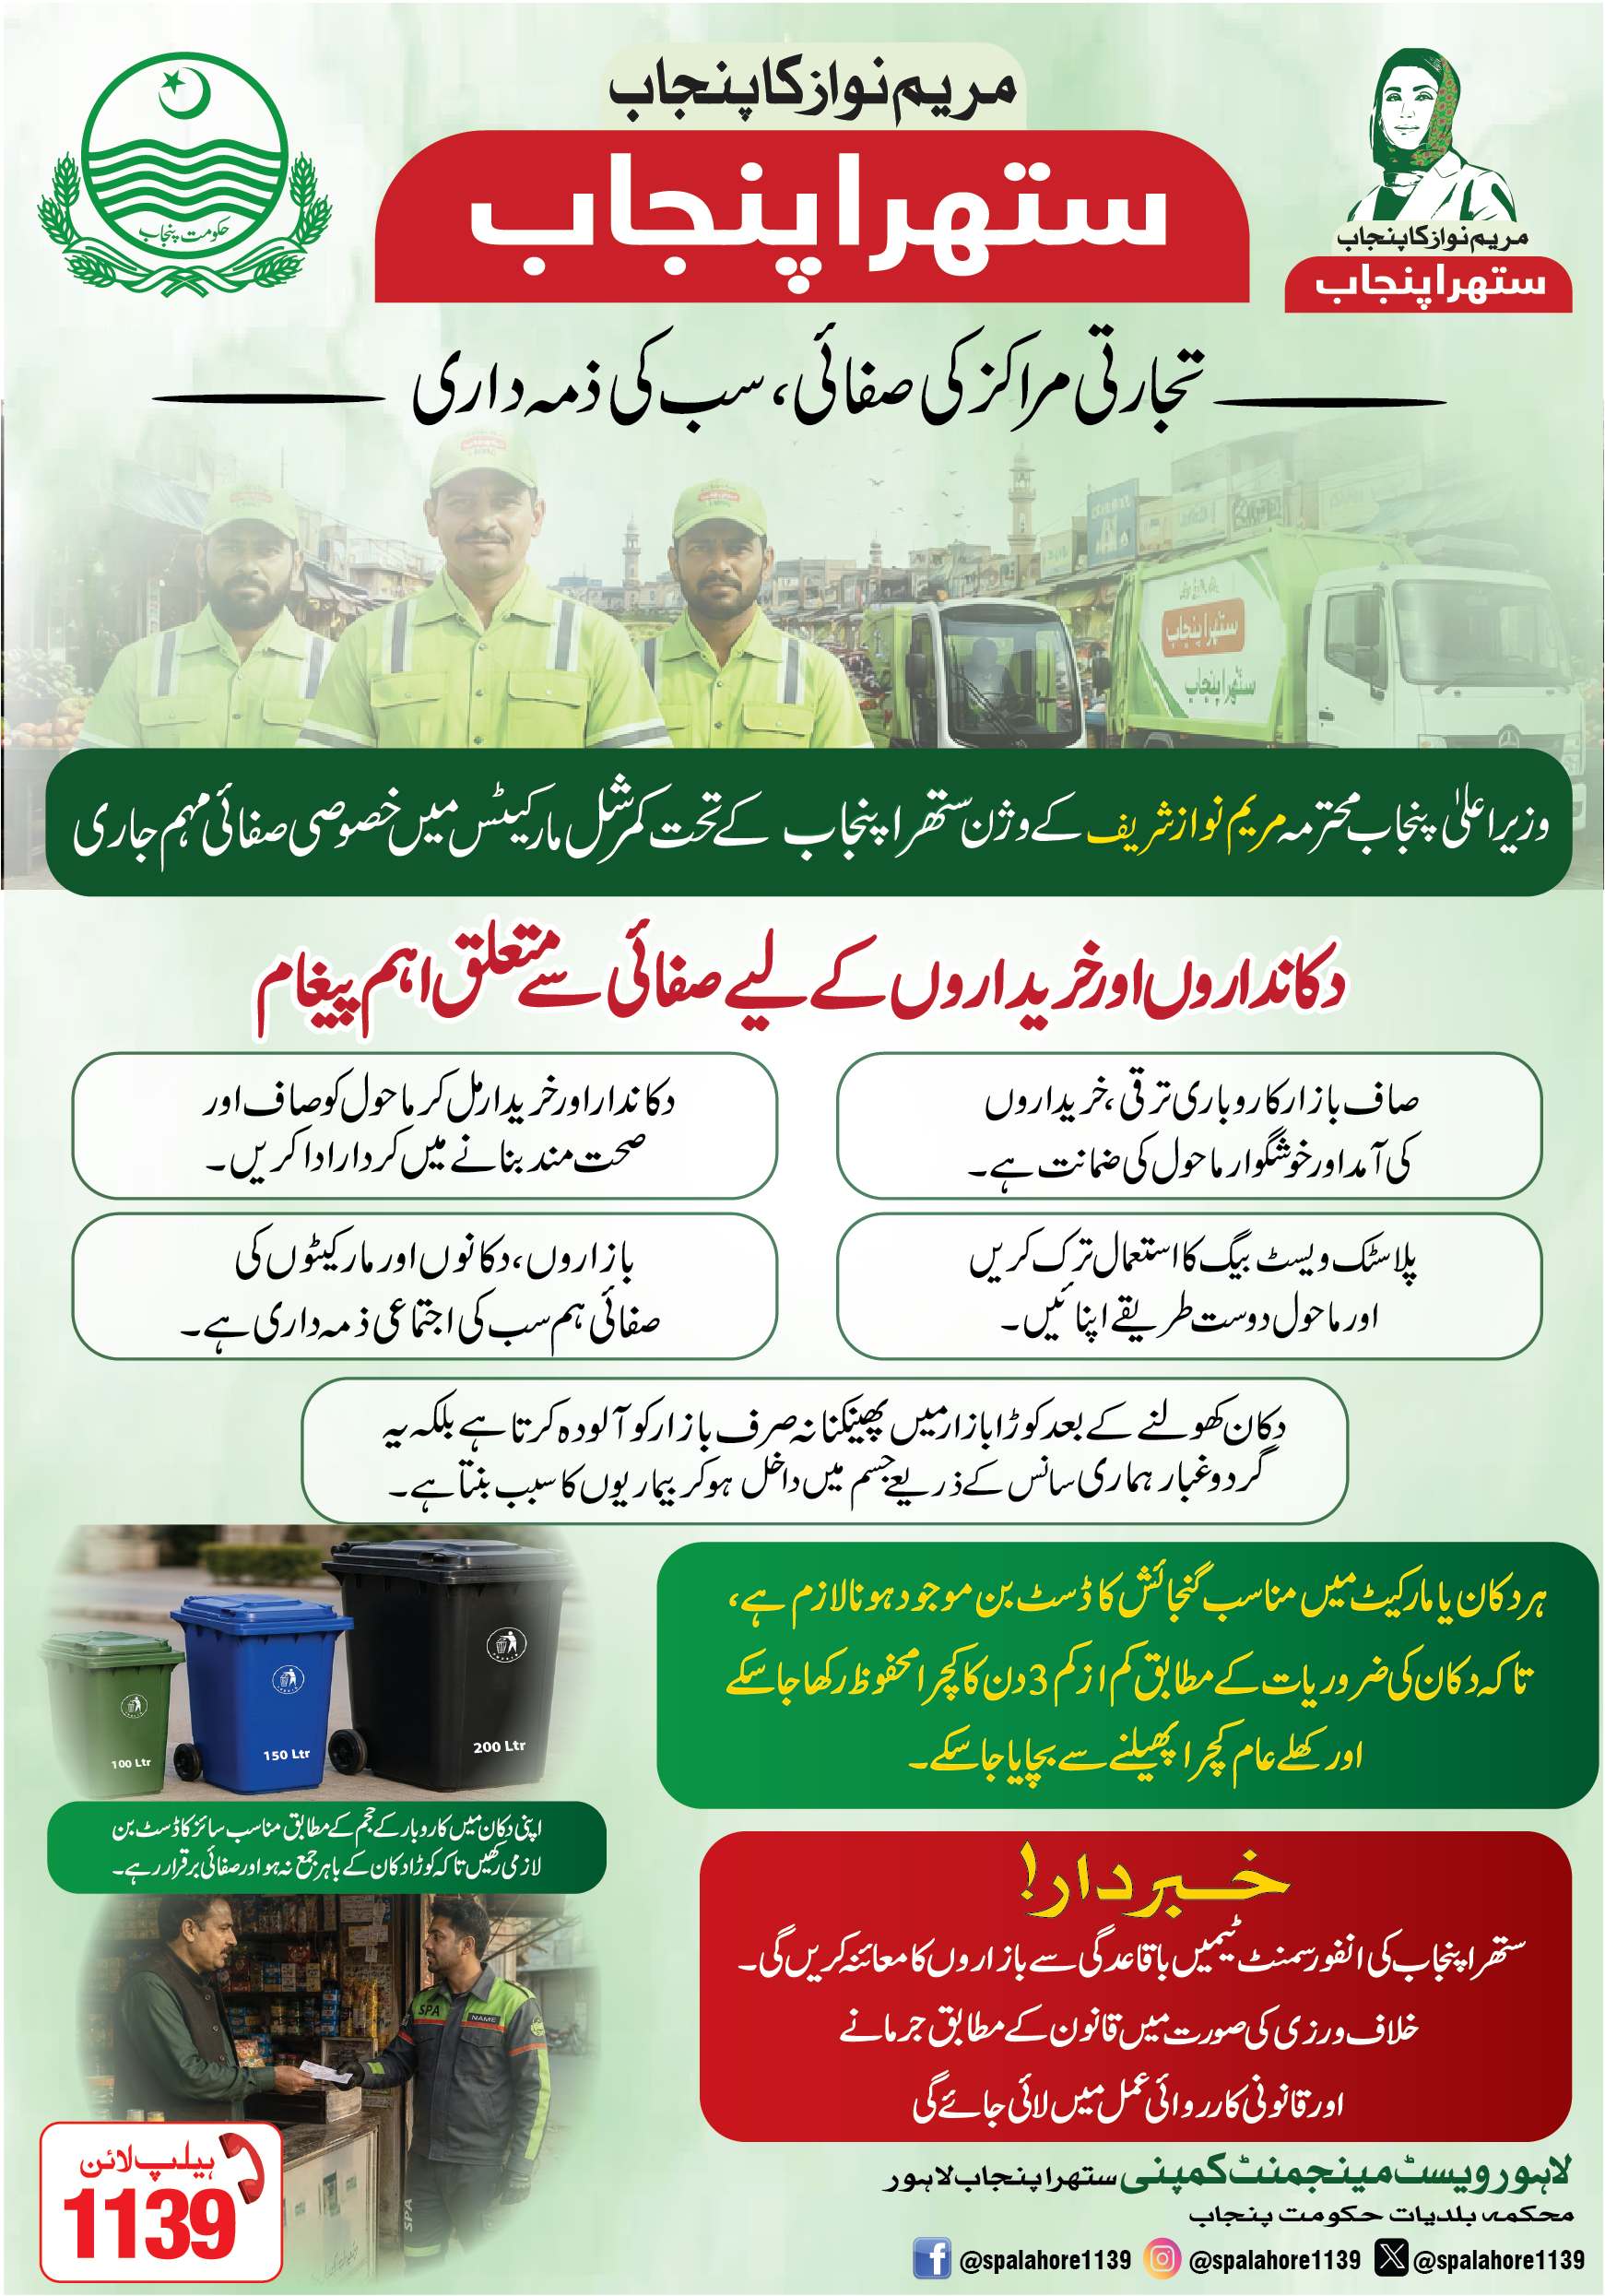 مریم نواز کا پنجاب
ستھرا پنجاب
حکومت پنجاب
مریم نواز کا پنجاب
ستھرا پنجاب
تجارتی مراکز کی صفائی، سب کی ذمہ داری
ستھرا پنجاب
ستھرا پنجاب
وزیر اعلیٰ پنجاب محترمہ مریم نواز شریف کے وژن ستھرا پنجاب کے تحت کمرشل مارکیٹس میں خصوصی صفائی مہم جاری
دکانداروں اور خریداروں کے لیے صفائی سے متعلق اہم پیغام
صاف بازار کاروباری ترقی، خریداروں
کی آمد اور خوشگوار ماحول کی ضمانت ہے۔
دکاندار اور خریدار مل کر ماحول کو صاف اور
صحت مند بنانے میں کردار ادا کریں۔
پلاسٹک ویسٹ بیگ کا استعمال ترک کریں
اور ماحول دوست طریقے اپنائیں۔
بازاروں، دکانوں اور مارکیٹوں کی
صفائی ہم سب کی اجتماعی ذمہ داری ہے۔
دکان کھولنے کے بعد کوڑا بازار میں پھینکنا نہ صرف بازار کو آلودہ کرتا ہے بلکہ یہ
گرد و غبار ہماری سانس کے ذریعے جسم میں داخل ہو کر بیماریوں کا سبب بنتا ہے۔
ہر دکان یا مارکیٹ میں مناسب گنجائش کا ڈسٹ بن موجود ہونا لازم ہے،
تاکہ دکان کی ضروریات کے مطابق کم از کم 3 دن کا کچرا محفوظ رکھا جا سکے
اور کھلے عام کچرا پھیلنے سے بچایا جا سکے۔
100 Ltr
150 Ltr
200 Ltr
اپنی دکان میں کاروبار کے حجم کے مطابق مناسب سائز کا ڈسٹ بن
لازمی رکھیں تاکہ کوڑا دکان کے باہر جمع نہ ہو اور صفائی برقرار رہے۔
خبردار!
ستھرا پنجاب کی انفورسمنٹ ٹیمیں باقاعدگی سے بازاروں کا معائنہ کریں گی۔
خلاف ورزی کی صورت میں قانون کے مطابق جرمانے
اور قانونی کارروائی عمل میں لائی جائے گی
SPA
NAME
SPA
ہیلپ لائن
1139
لاہور ویسٹ مینجمنٹ کمپنی ستھرا پنجاب لاہور
محکمہ بلدیات حکومت پنجاب
@spalahore1139 @spalahore1139 @spalahore1139